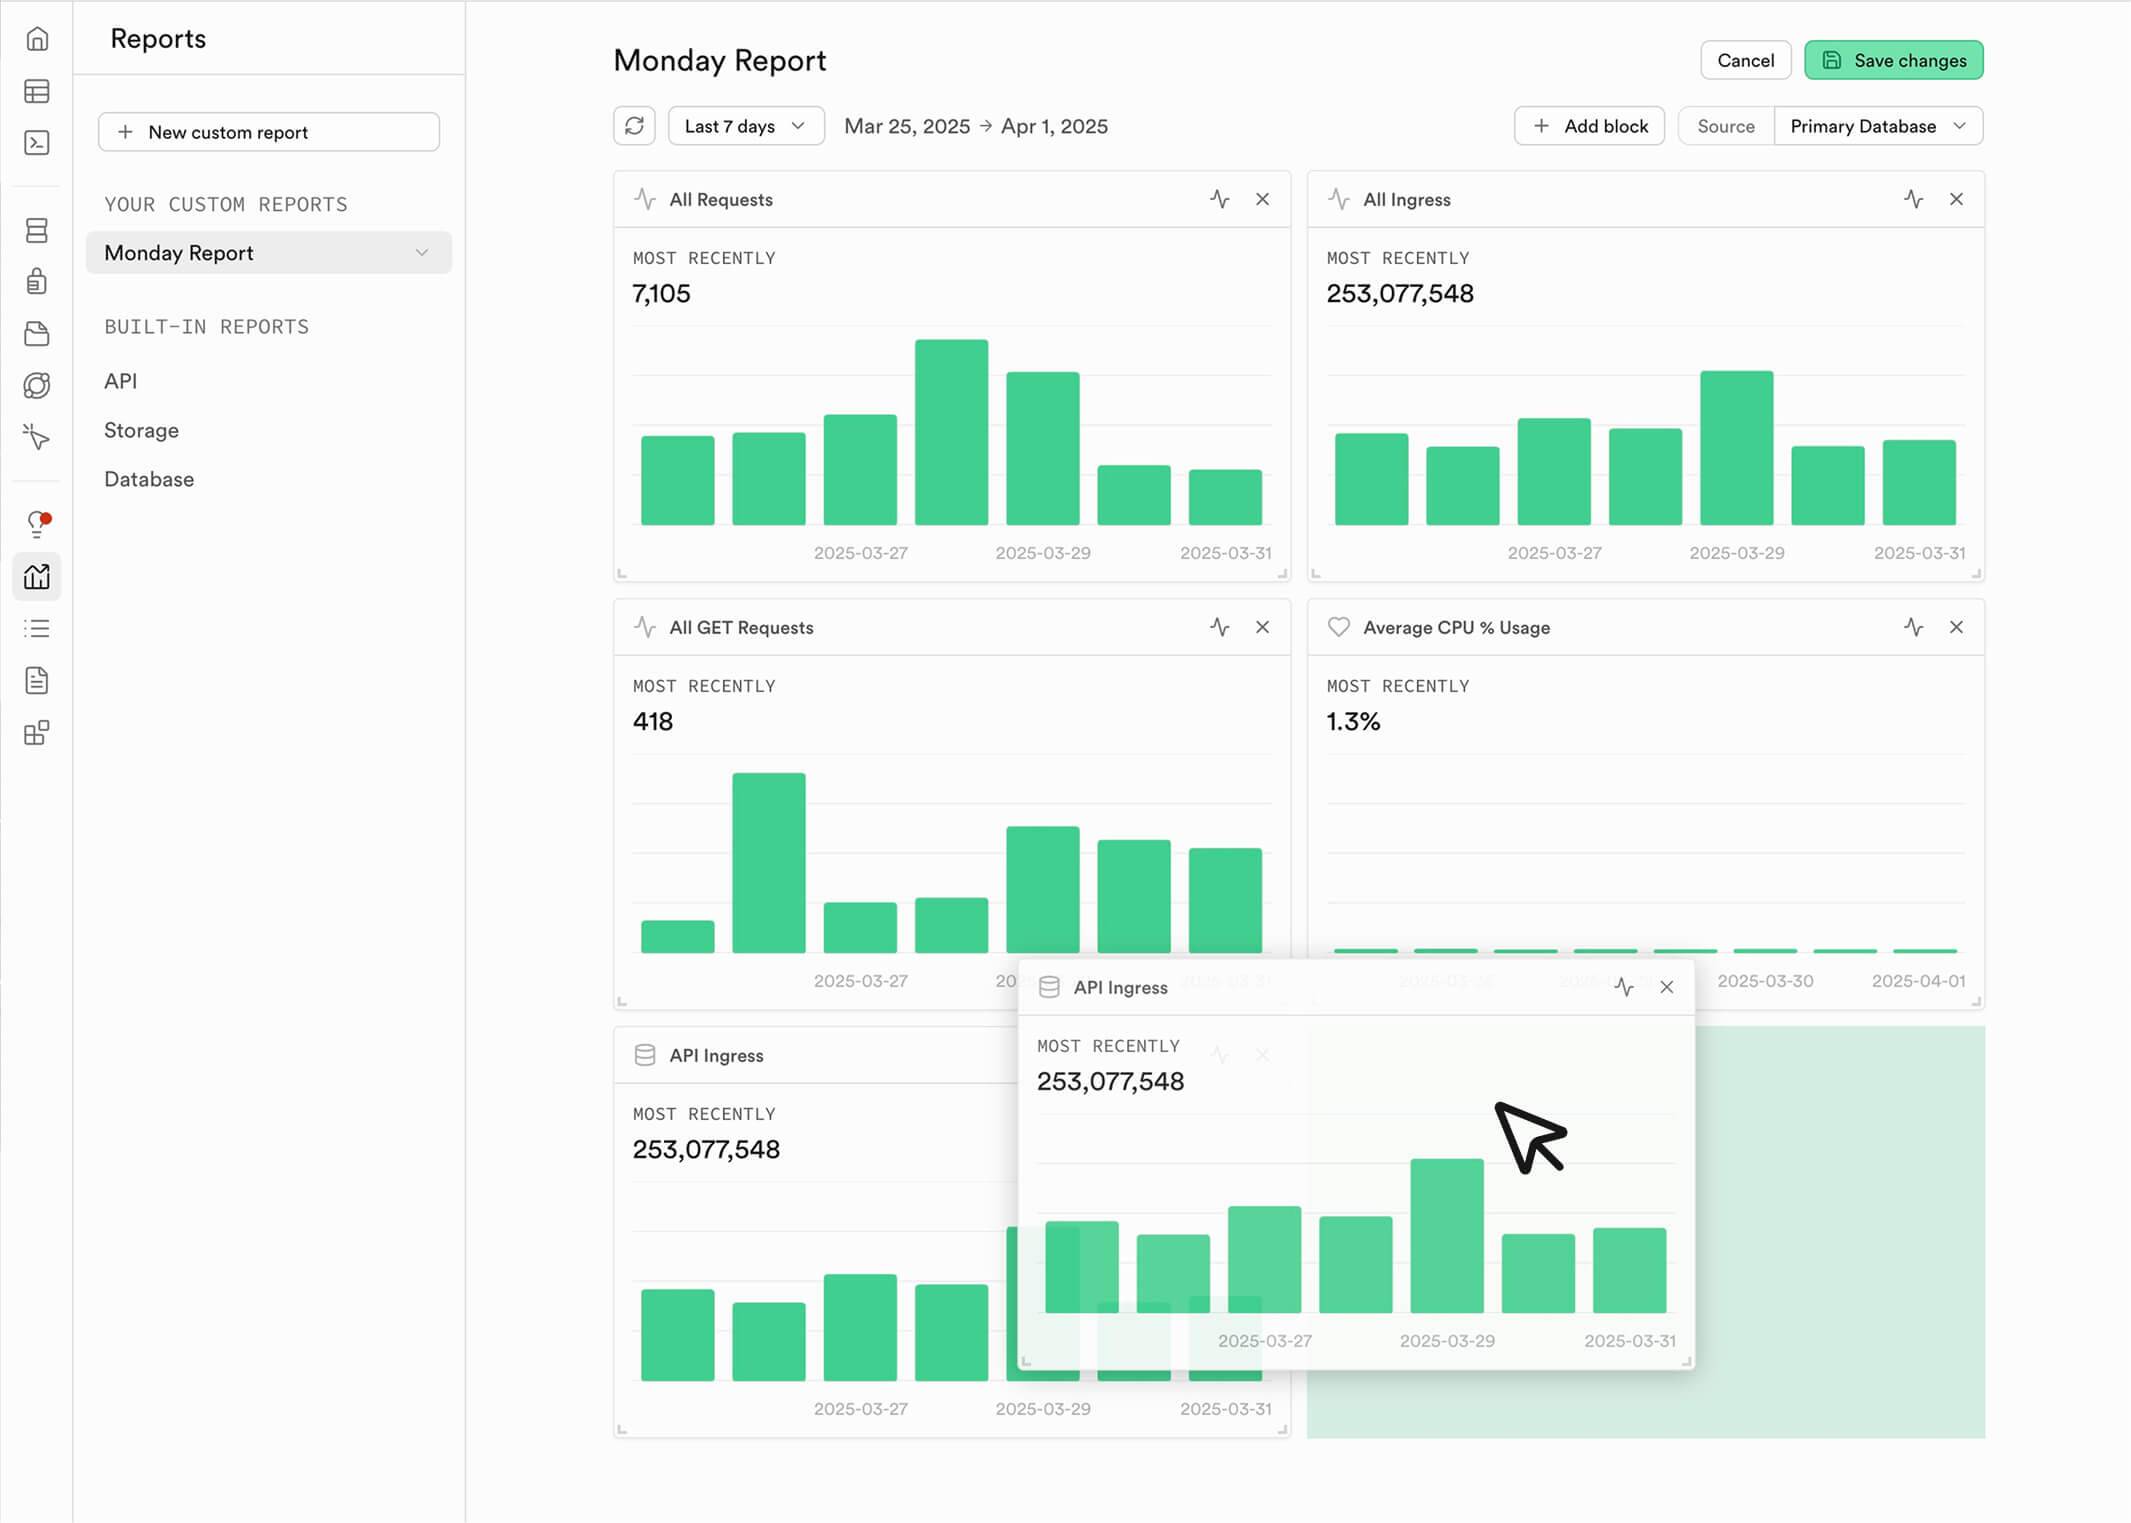 Reports
New custom report
YOUR CUSTOM REPORTS
Monday Report
BUILT-IN REPORTS
API
Storage
Database
Monday Report
Cancel
Save changes
Last 7 days
Mar 25, 2025 → Apr 1, 2025
Add block
Source
Primary Database
All Requests
MOST RECENTLY
7,105
2025-03-27 2025-03-29 2025-03-31
All Ingress
MOST RECENTLY
253,077,548
2025-03-27 2025-03-29 2025-03-31
All GET Requests
MOST RECENTLY
418
2025-03-27 20
Average CPU % Usage
MOST RECENTLY
1.3%
2025-03-30 2025-04-01
API Ingress
MOST RECENTLY
253,077,548
2025-03-27 2025-03-29 2025-03-31
API Ingress
MOST RECENTLY
253,077,548
2025-03-27 2025-03-29 2025-03-31